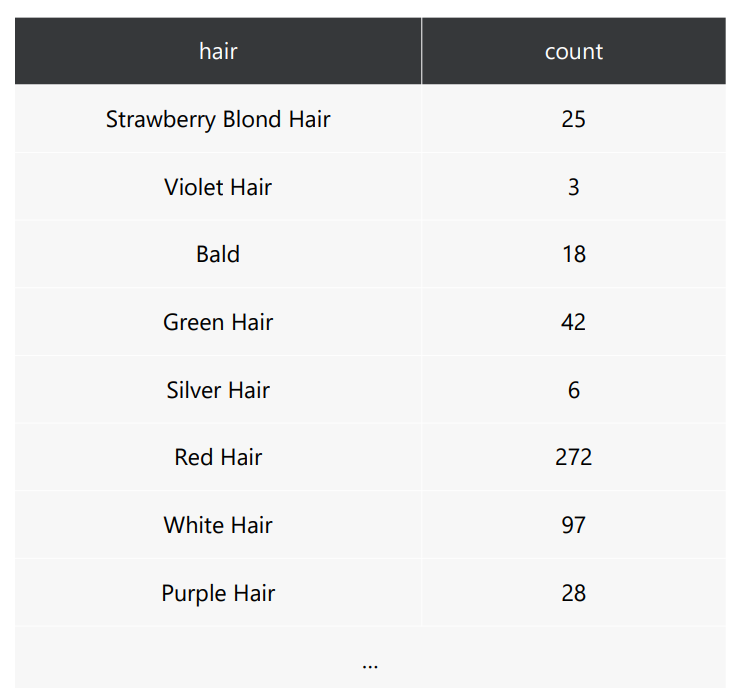 hair count
Strawberry Blond Hair 25
Violet Hair 3
Bald 18
Green Hair 42
Silver Hair 6
Red Hair 272
White Hair 97
Purple Hair 28
...